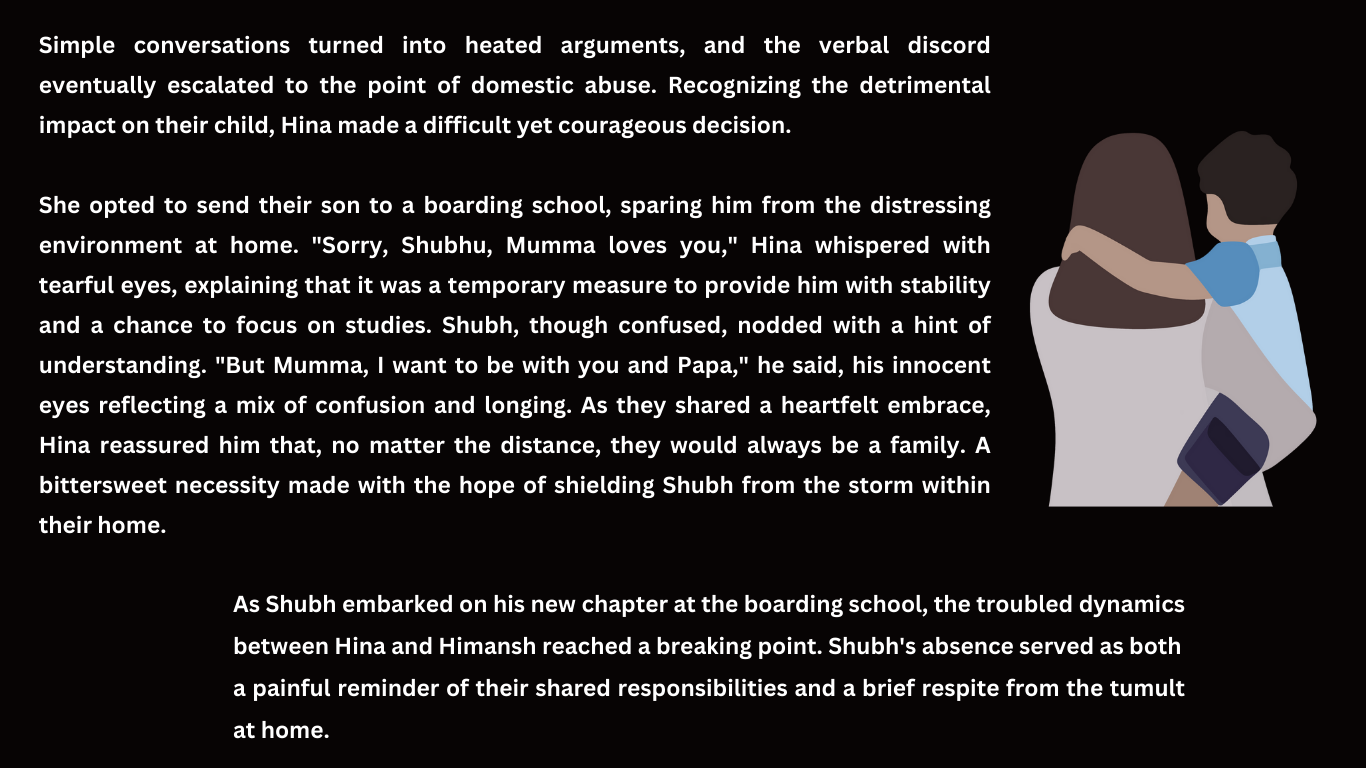 Simple conversations turned into heated arguments, and the verbal discord
eventually escalated to the point of domestic abuse. Recognizing the detrimental
impact on their child, Hina made a difficult yet courageous decision.
She opted to send their son to a boarding school, sparing him from the distressing
environment at home. "Sorry, Shubhu, Mumma loves you," Hina whispered with
tearful eyes, explaining that it was a temporary measure to provide him with stability
and a chance to focus on studies. Shubh, though confused, nodded with a hint of
understanding. "But Mumma, I want to be with you and Papa," he said, his innocent
eyes reflecting a mix of confusion and longing. As they shared a heartfelt embrace,
Hina reassured him that, no matter the distance, they would always be a family. A
bittersweet necessity made with the hope of shielding Shubh from the storm within
their home.
As Shubh embarked on his new chapter at the boarding school, the troubled dynamics
between Hina and Himansh reached a breaking point. Shubh's absence served as both
a painful reminder of their shared responsibilities and a brief respite from the tumult
at home.